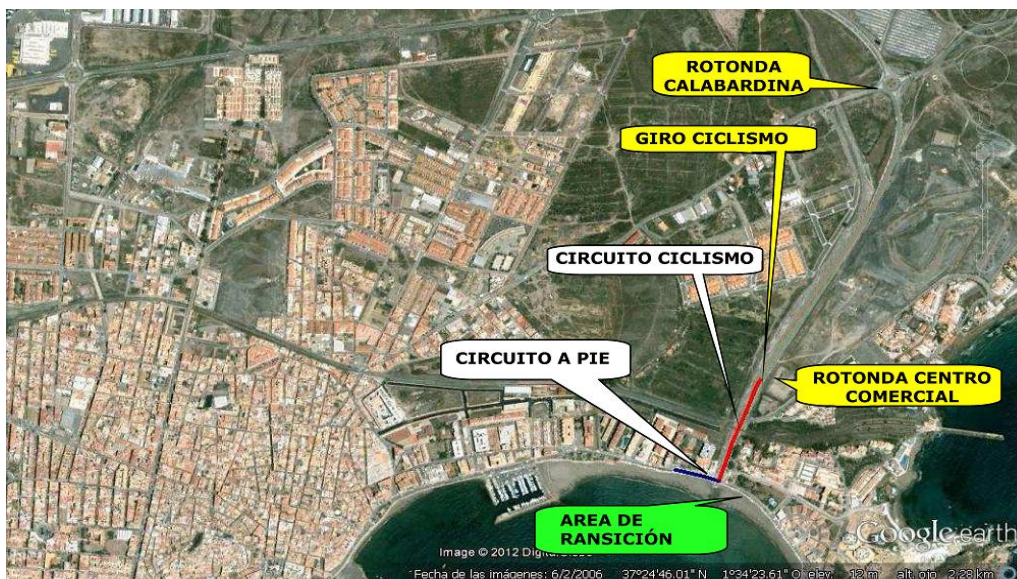 ROTONDA
CALABARDINA
GIRO CICLISMO
CIRCUITO CICLISMO
CIRCUITO A PIE
ROTONDA CENTRO
COMERCIAL
AREA DE
RANSICIÓN
Google earth
Image © 2012
Fecha de las imágenes: 6/2/2006 37°24'46.01" N 1°34'23.61" O elev. 12 m alt. ojo 2.28 km